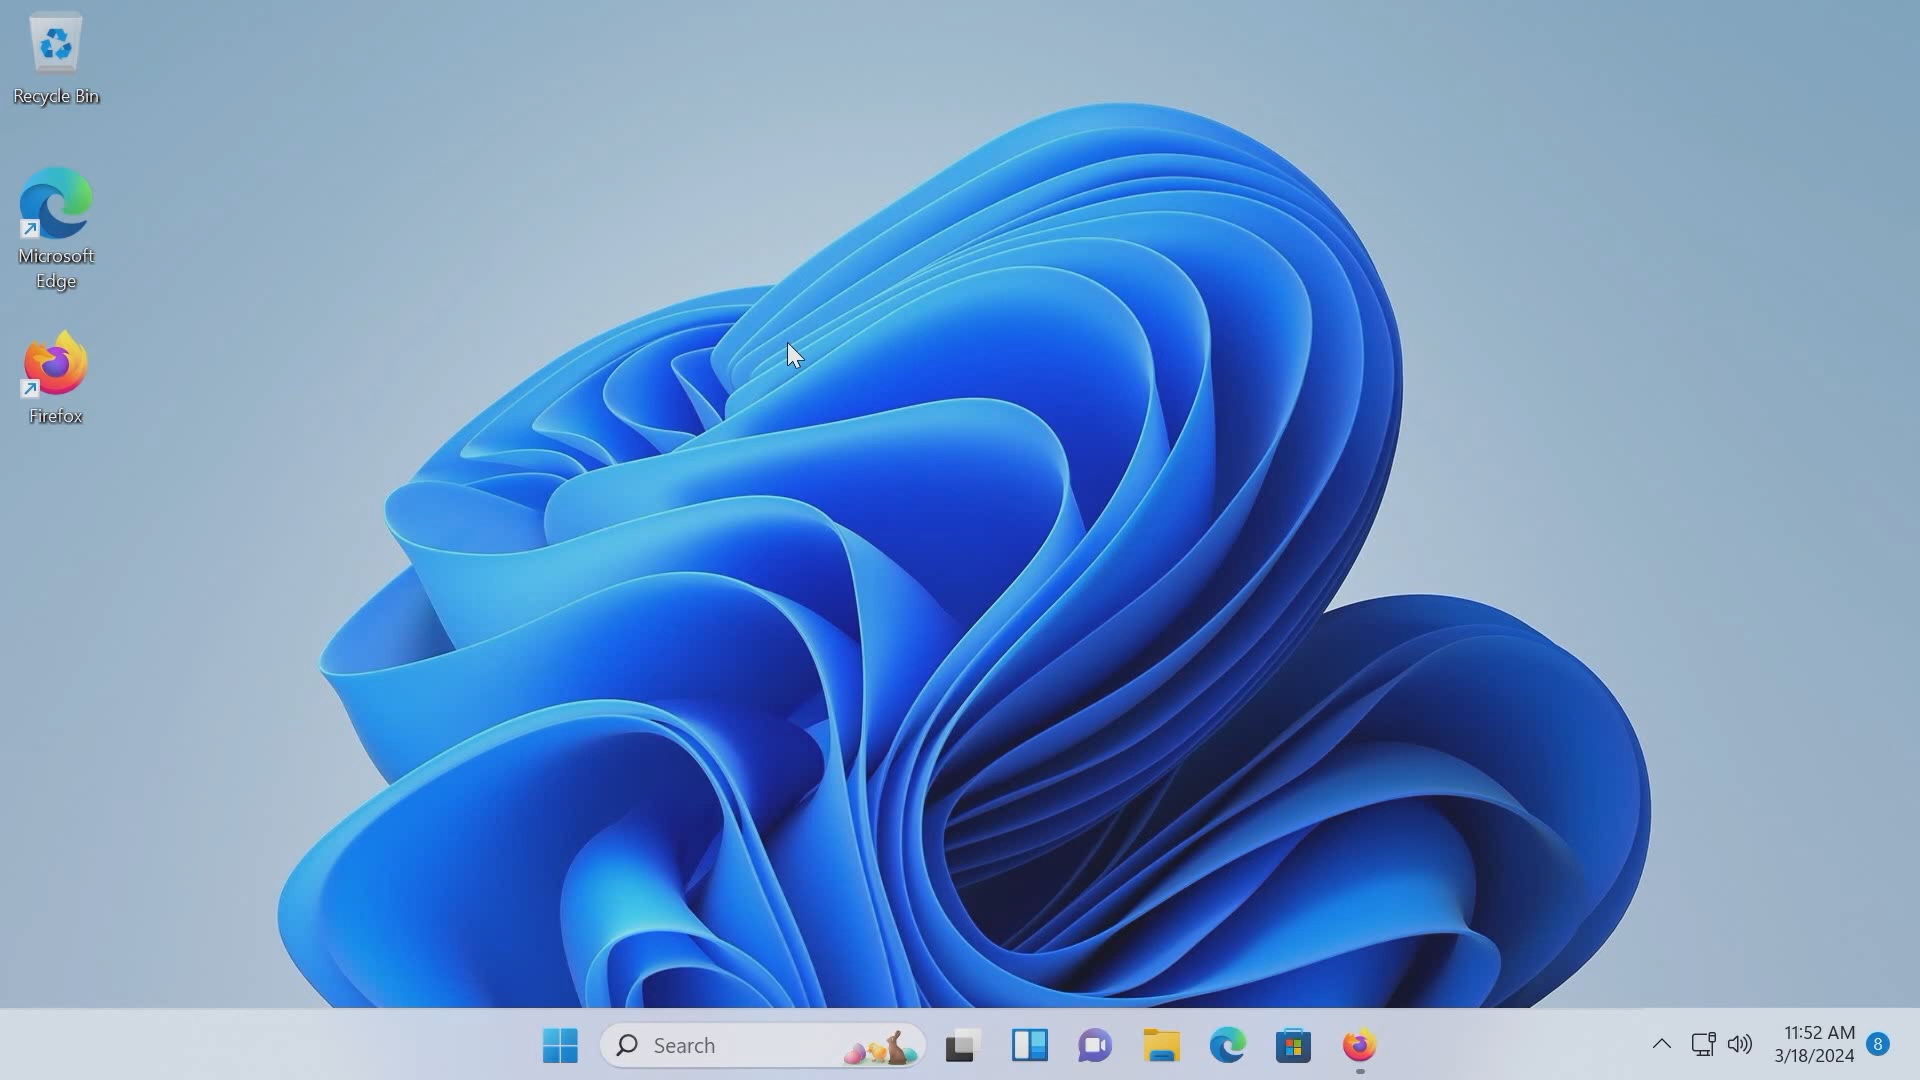 Recycle Bin
Microsoft
Edge
Firefox
Search
11:52 AM
3/18/2024
8